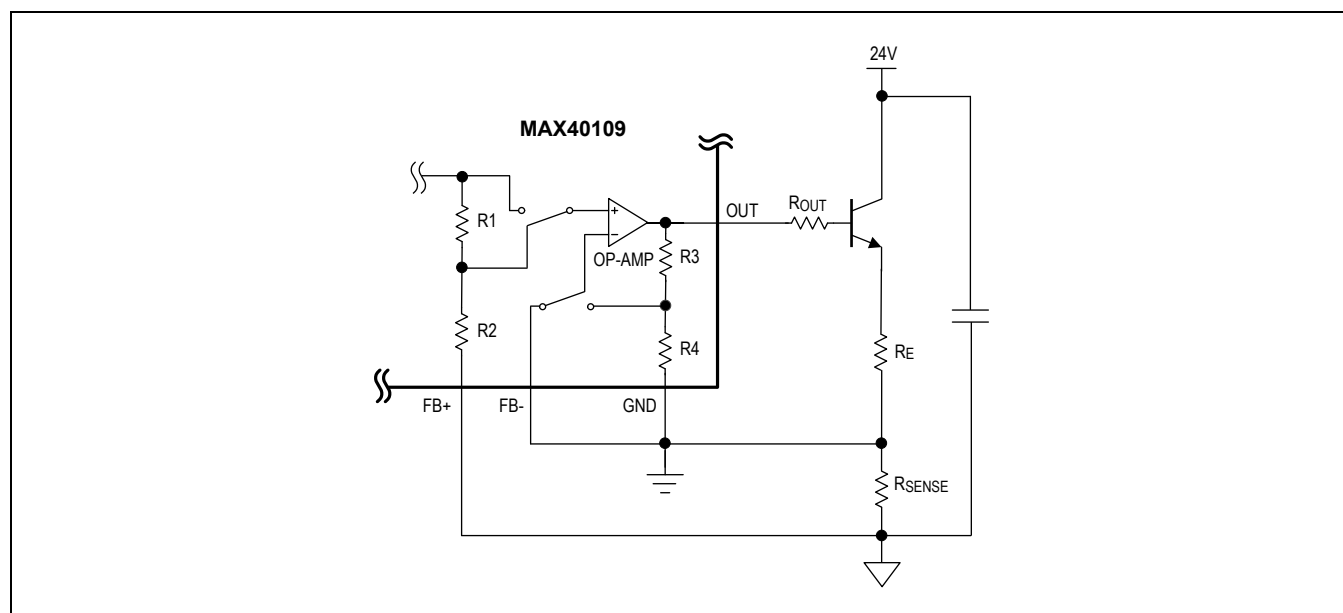 24V
MAX40109
R1
+
−
OP-AMP
R2
R3
R4
OUT
ROUT
RE
FB+
FB-
GND
RSENSE